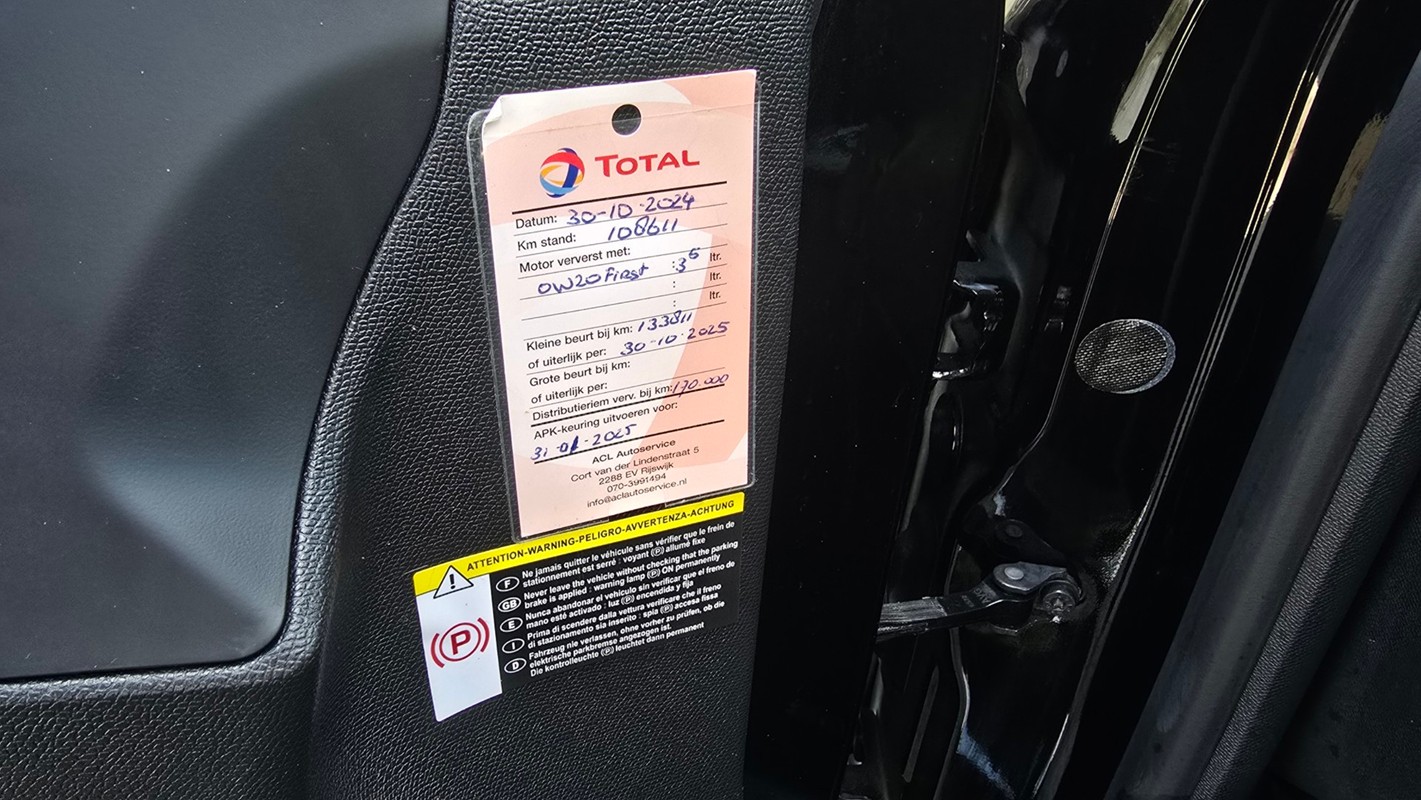 TOTAL
Datum: 30-10-2024
Km stand: 108611
Motor ververst met:
0W20 First : 3⁵ ltr.
: ltr.
: ltr.
Kleine beurt bij km: 133611
of uiterlijk per: 30-10-2025
Grote beurt bij km:
of uiterlijk per:
Distributieriem verv. bij km: 170.000
APK-keuring uitvoeren voor:
31-01-2025
ACL Autoservice
Cort van der Lindenstraat 5
2288 EV Rijswijk
070-3991494
info@aclautoservice.nl
ATTENTION-WARNING-PELIGRO-AVVERTENZA-ACHTUNG
F Ne jamais quitter le véhicule sans vérifier que le frein de
stationnement est serré : voyant (P) allumé fixe
GB Never leave the vehicle without checking that the parking
brake is applied : warning lamp (P) ON permanently
E Nunca abandonar el vehiculo sin verificar que el freno de
mano esté activado : luz (P) encendida y fija
I Prima di scendere dalla vettura verificare che il freno
di stazionamento sia inserito : spia (P) accesa fissa
D Fahrzeug nie verlassen, ohne vorher zu prüfen, ob die
elektrische parkbremse angezogen ist.
Die kontrolleuchte (P) leuchtet dann permanent
(P)